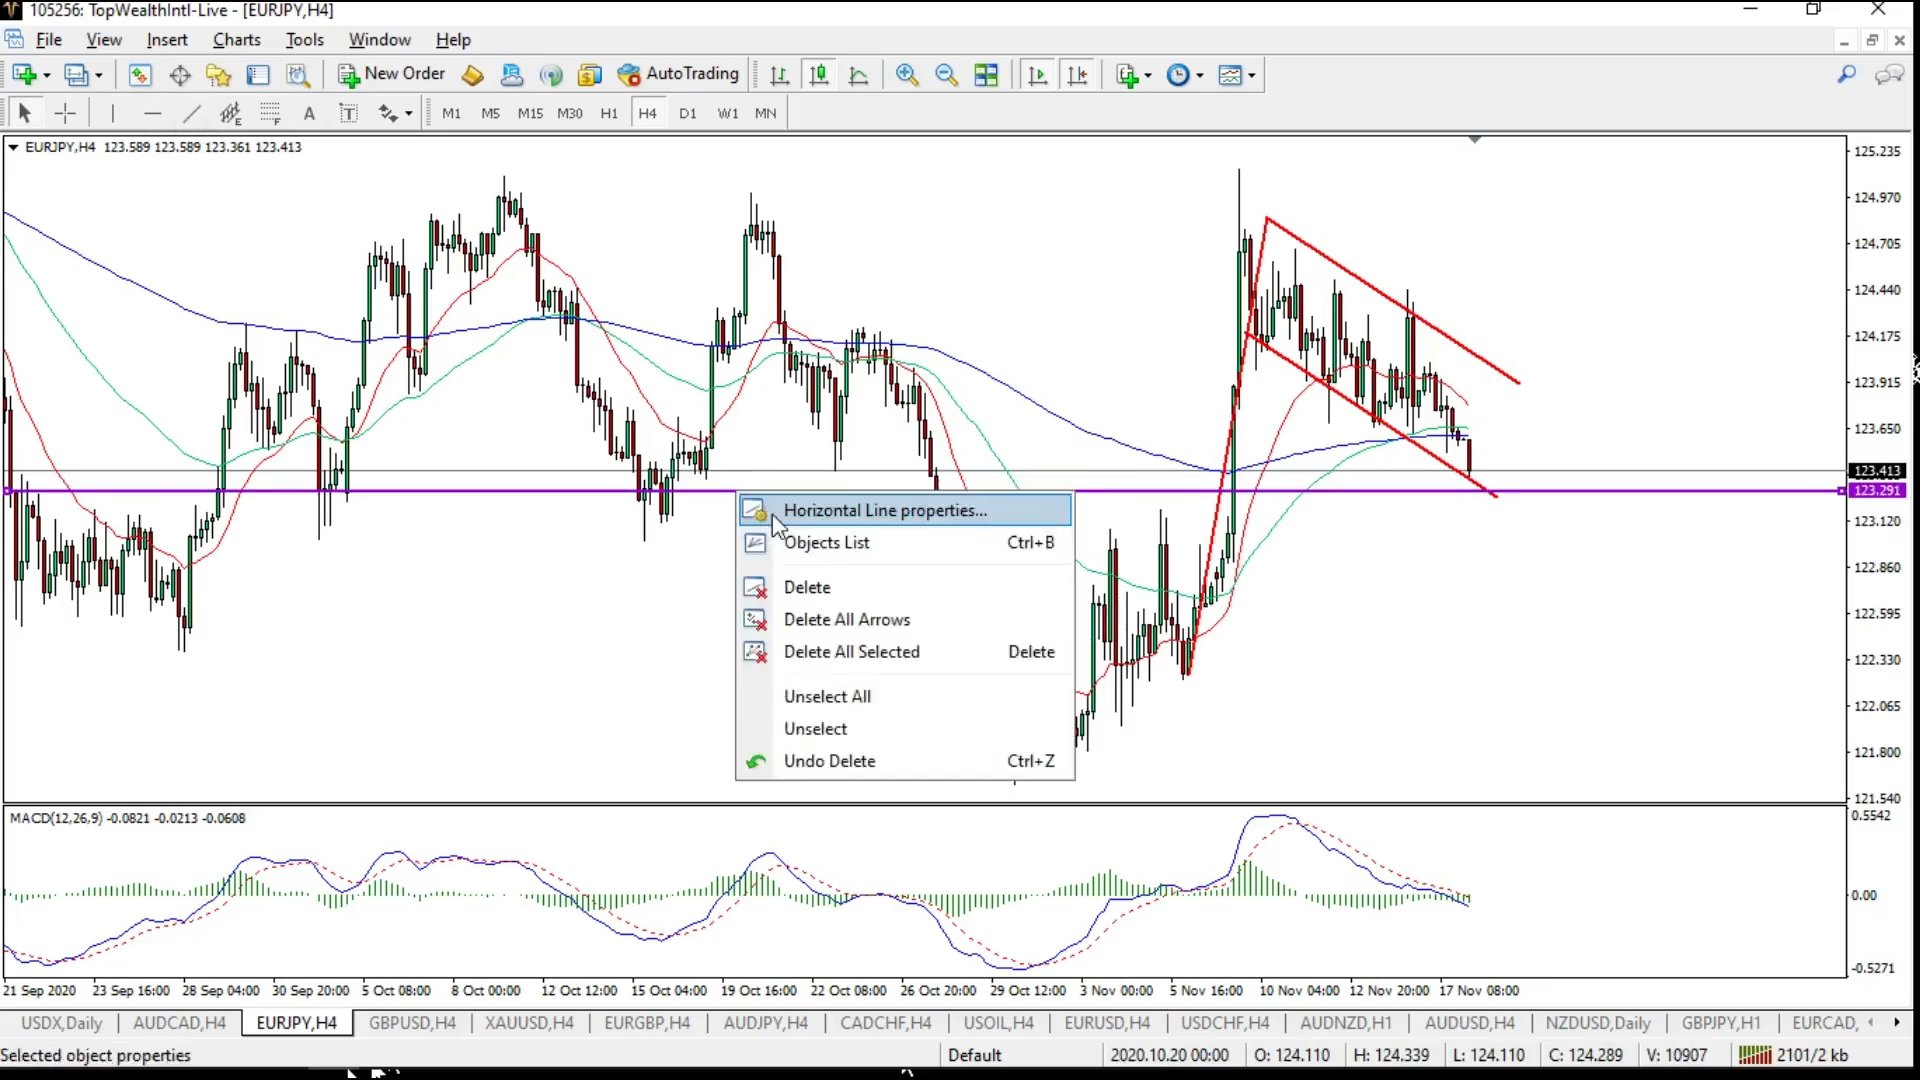 105256: TopWealthIntl-Live - [EURJPY,H4]
File View Insert Charts Tools Window Help
New Order AutoTrading
A T M1 M5 M15 M30 H1 H4 D1 W1 MN
EURJPY,H4 123.589 123.589 123.361 123.413
125.235
124.970
124.705
124.440
124.175
123.915
123.650
123.413
123.291
123.120
122.860
122.595
122.330
122.065
121.800
121.540
Horizontal Line properties...
Objects List Ctrl+B
Delete
Delete All Arrows
Delete All Selected Delete
Unselect All
Unselect
Undo Delete Ctrl+Z
MACD(12,26,9) -0.0821 -0.0213 -0.0608
0.5542
0.00
-0.5271
21 Sep 2020 23 Sep 16:00 28 Sep 04:00 30 Sep 20:00 5 Oct 08:00 8 Oct 00:00 12 Oct 12:00 15 Oct 04:00 19 Oct 16:00 22 Oct 08:00 26 Oct 20:00 29 Oct 12:00 3 Nov 00:00 5 Nov 16:00 10 Nov 04:00 12 Nov 20:00 17 Nov 08:00
USDX,Daily AUDCAD,H4 EURJPY,H4 GBPUSD,H4 XAUUSD,H4 EURGBP,H4 AUDJPY,H4 CADCHF,H4 USOIL,H4 EURUSD,H4 USDCHF,H4 AUDNZD,H1 AUDUSD,H4 NZDUSD,Daily GBPJPY,H1 EURCAD,
Selected object properties Default 2020.10.20 00:00 O: 124.110 H: 124.339 L: 124.110 C: 124.289 V: 10907 2101/2 kb